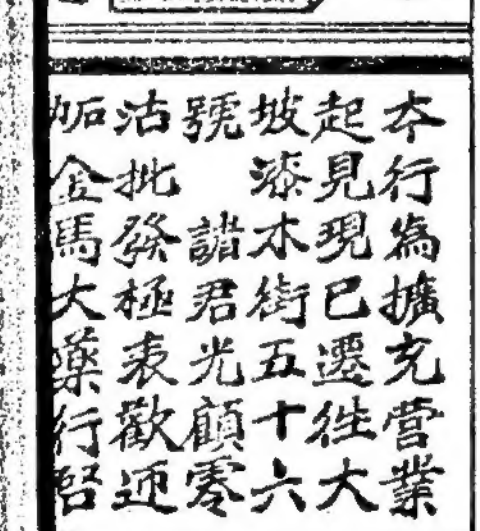 夲行為擴充營業
起見現已遷徃大
坡漆木街五十六
號　諸君光顧零
沽批發極表歡迎
金馬大藥行啓